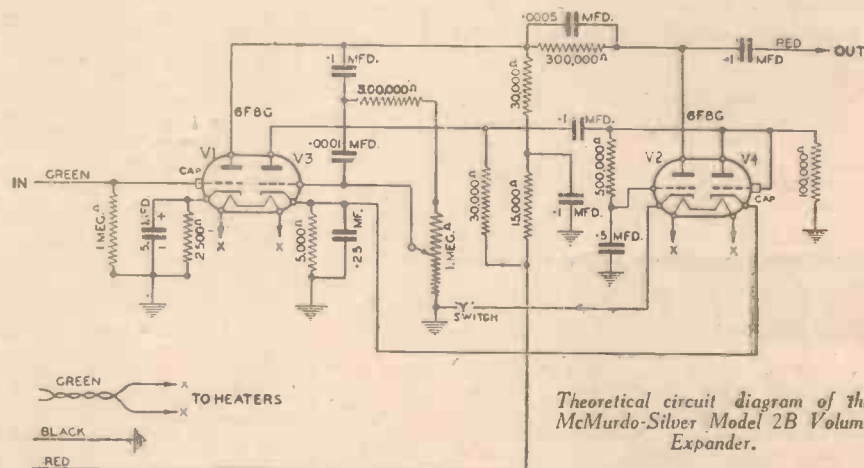 .0005 MFD.
300,000Ω
.1 MFD
RED
OUT
.1 MFD.
300,000Ω
30,000Ω
6F8G
.1 MFD.
6F8G
.0001 MFD.
V1
V3
V2
V4
IN
GREEN
CAP
CAP
1 MEG.Ω
5. MFD
2500Ω
5,000Ω
.25 MF.
1. MEG.Ω
30,000Ω
15,000Ω
.1 MFD.
500,000Ω
.5 MFD.
100,000Ω
X
X
X
X
'Y'
SWITCH
GREEN
X
X
TO HEATERS
BLACK
RED
Theoretical circuit diagram of th
McMurdo-Silver Model 2B Volum
Expander.